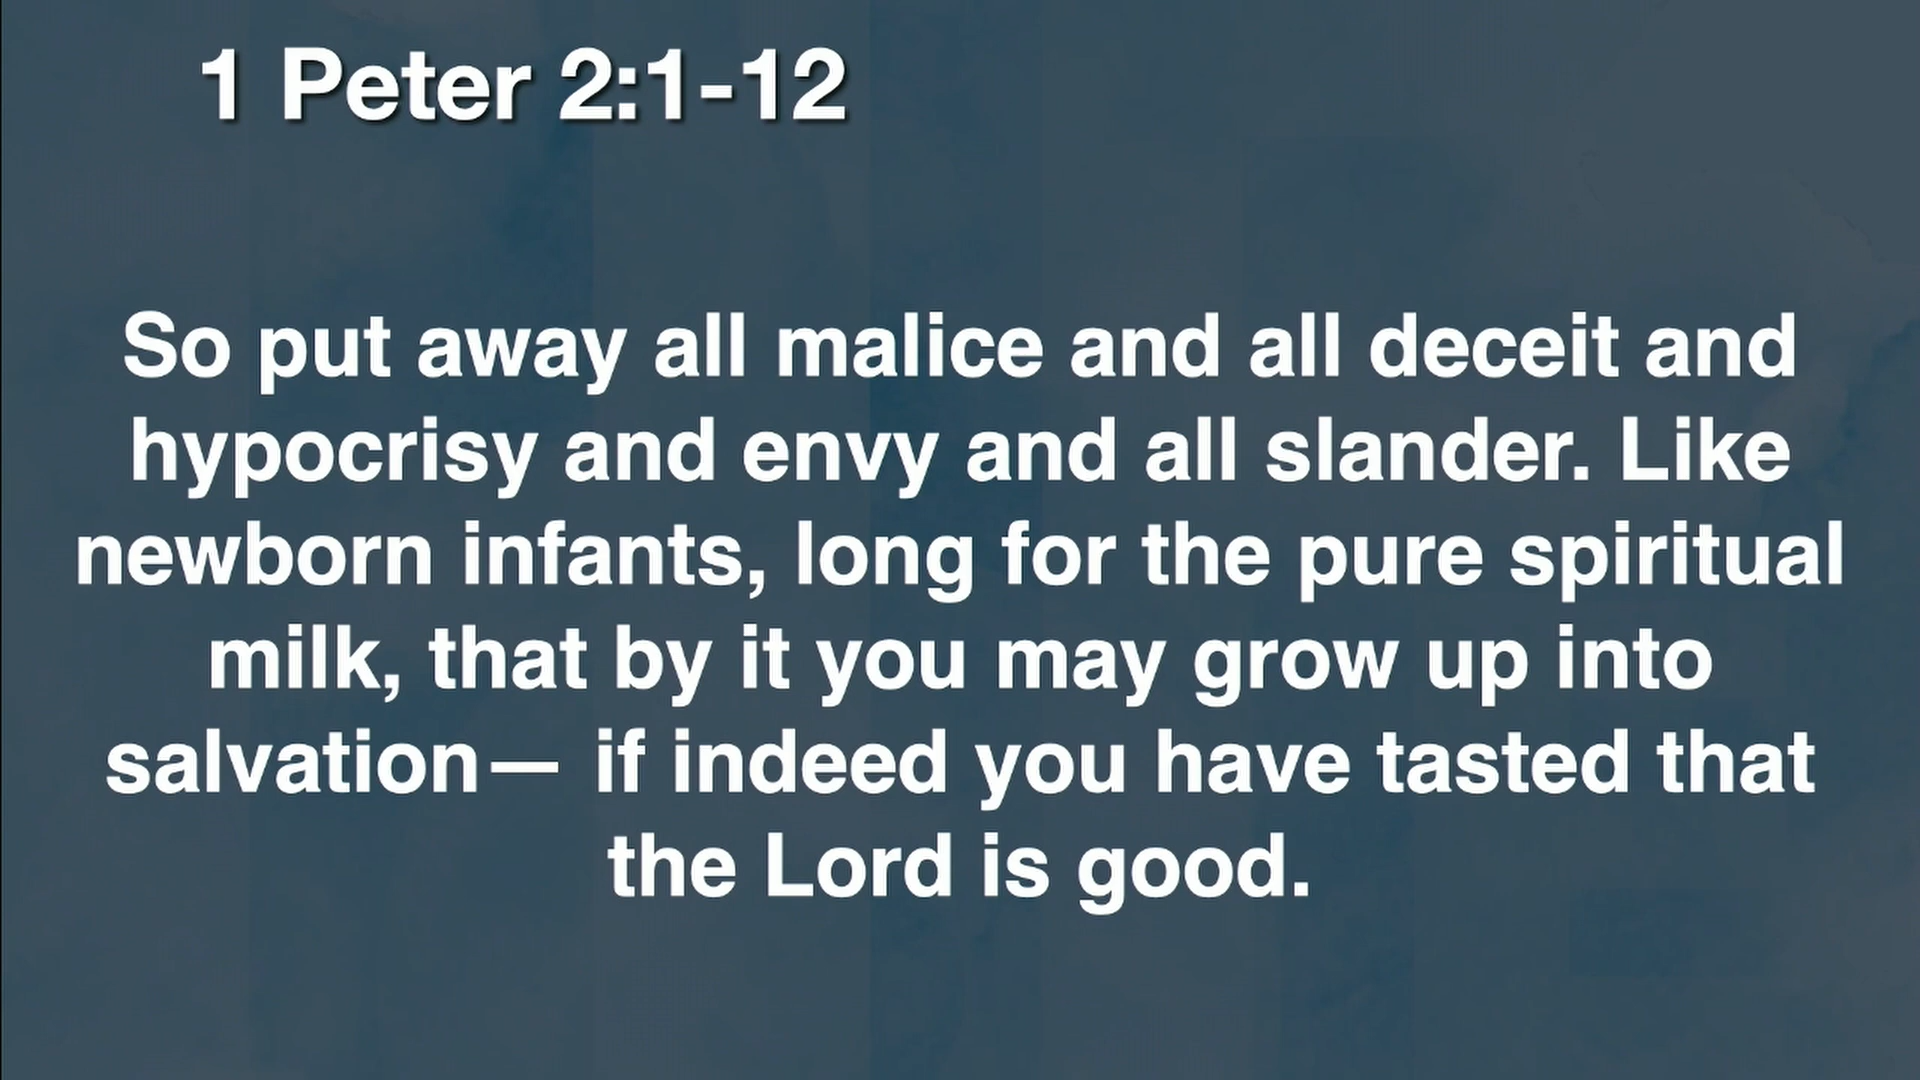 1 Peter 2:1-12
So put away all malice and all deceit and
hypocrisy and envy and all slander. Like
newborn infants, long for the pure spiritual
milk, that by it you may grow up into
salvation— if indeed you have tasted that
the Lord is good.